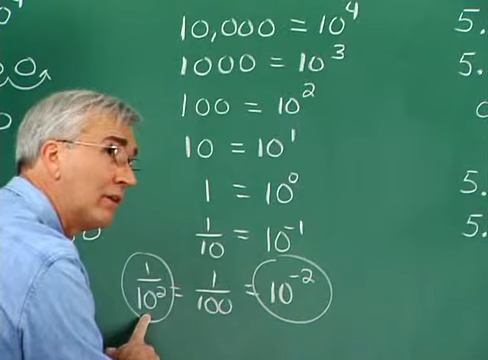 10,000 = 10⁴
1000 = 10³
100 = 10²
10 = 10¹
1 = 10⁰
1/10 = 10⁻¹
1/10² = 1/100 = 10⁻²
5.
5.
5.
5.